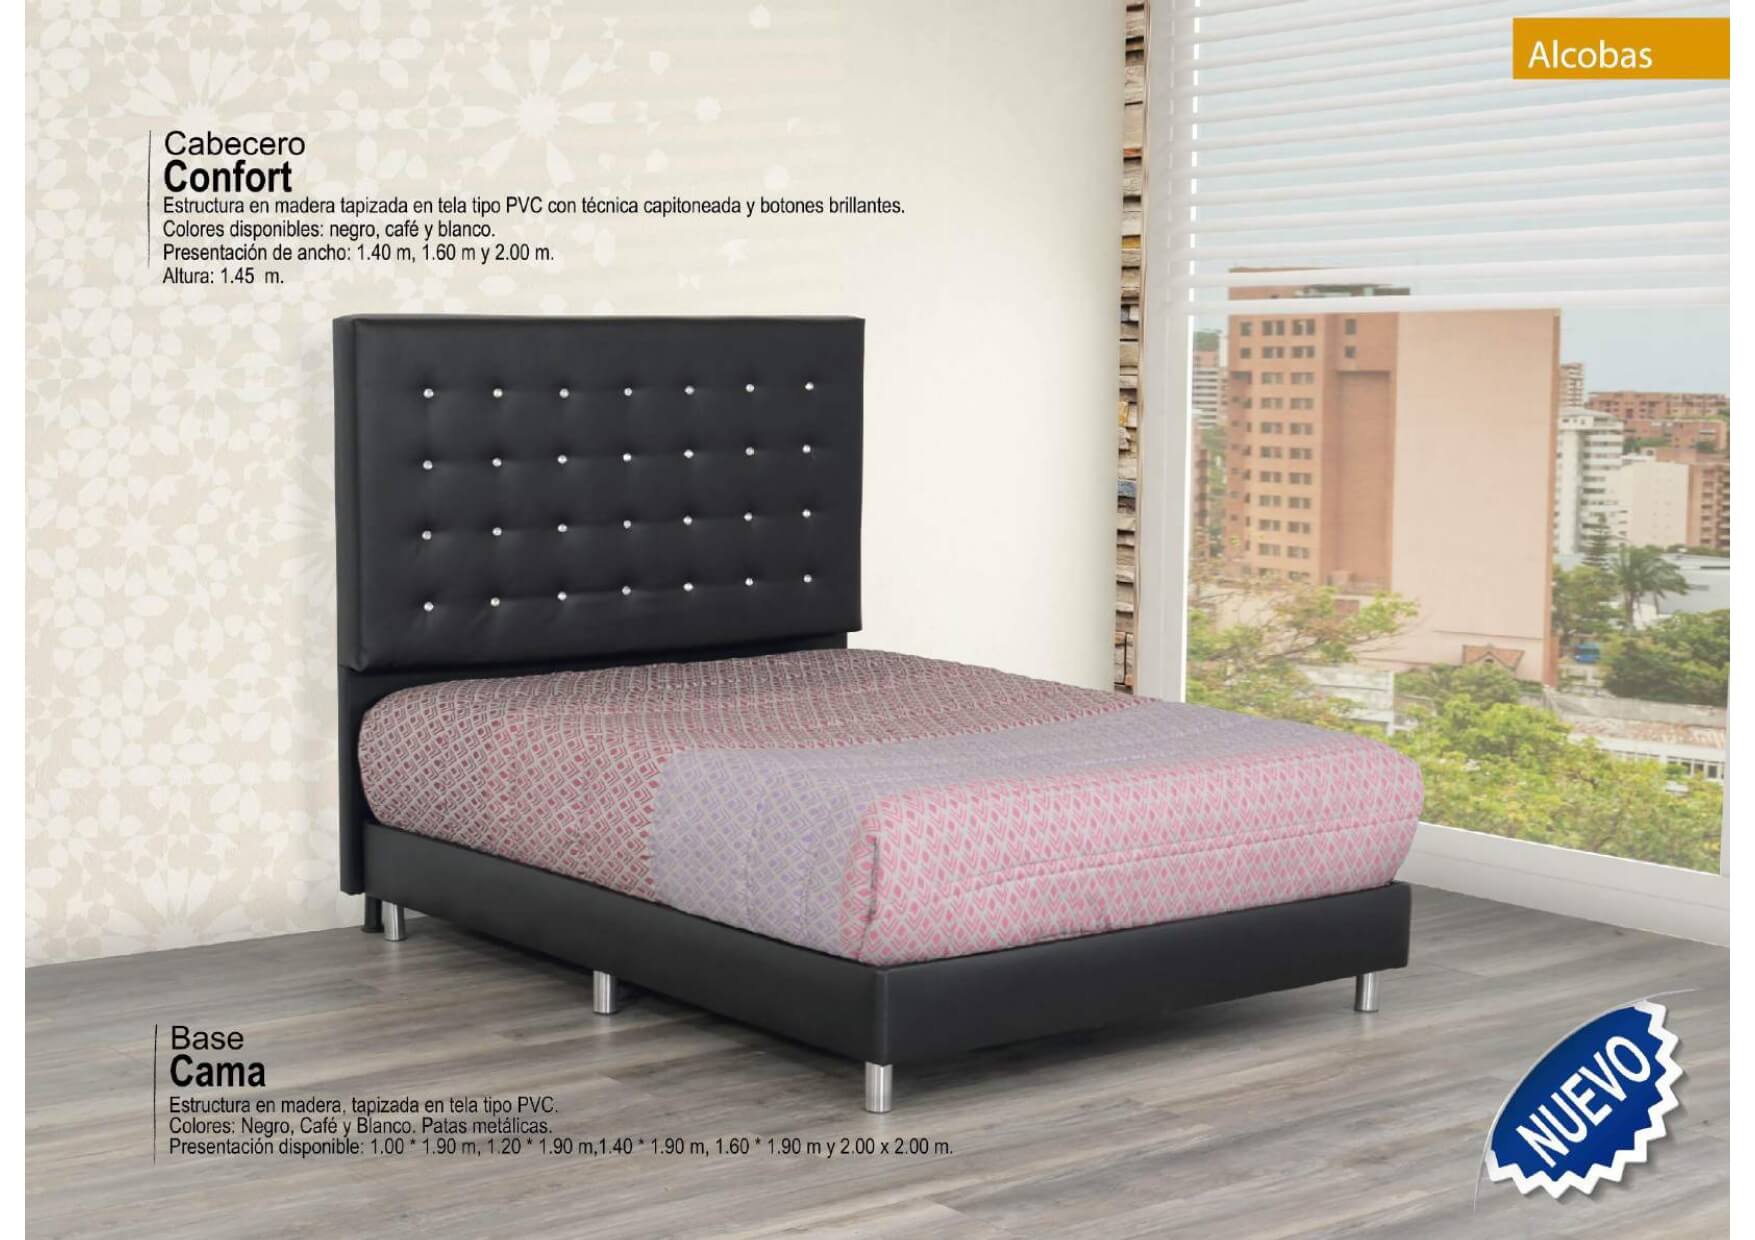 Alcobas
Cabecero
Confort
Estructura en madera tapizada en tela tipo PVC con técnica capitoneada y botones brillantes.
Colores disponibles: negro, café y blanco.
Presentación de ancho: 1.40 m, 1.60 m y 2.00 m.
Altura: 1.45  m.
Base
Cama
Estructura en madera, tapizada en tela tipo PVC.
Colores: Negro, Café y Blanco. Patas metálicas.
Presentación disponible: 1.00 * 1.90 m, 1.20 * 1.90 m,1.40 * 1.90 m, 1.60 * 1.90 m y 2.00 x 2.00 m.
NUEVO